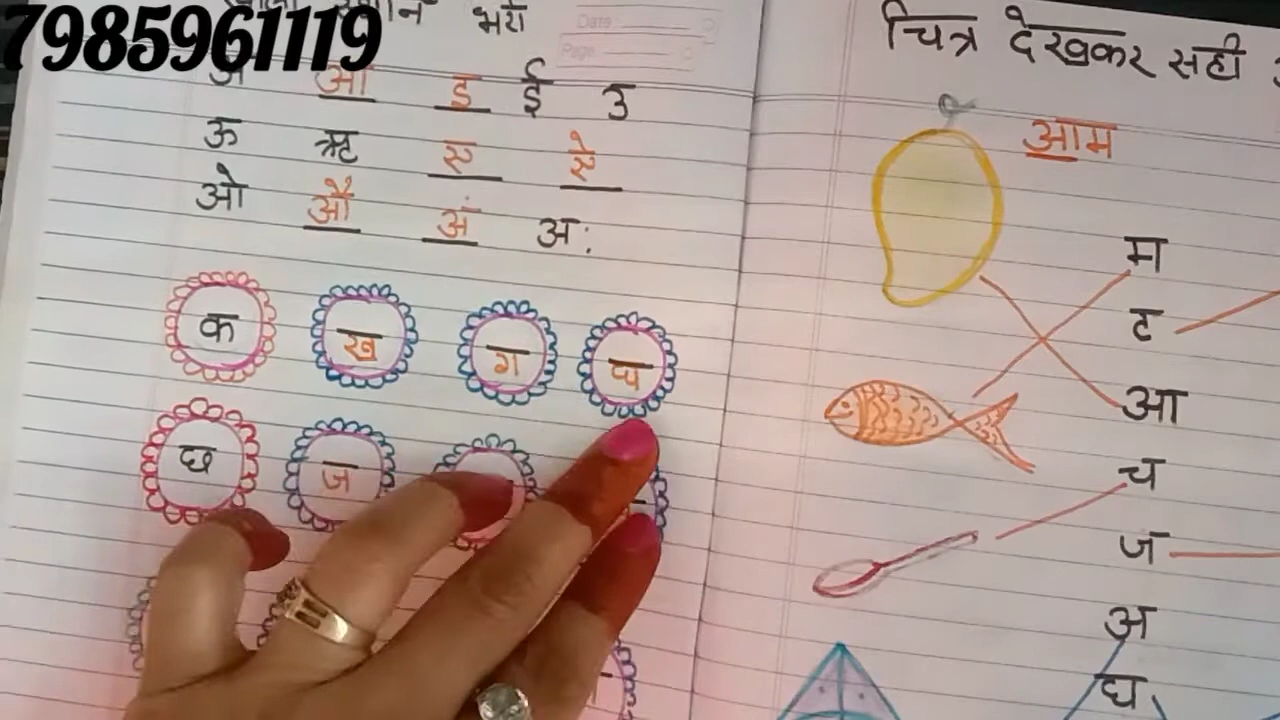 7985961119
भरो
Date :
Page
आ इ ई उ
ऊ ऋ ए ऐ
ओ औ अं अः
क ख ग घ
छ ज
चित्र देखकर सही
आम
म
ट
आ
च
ज
अ
घ